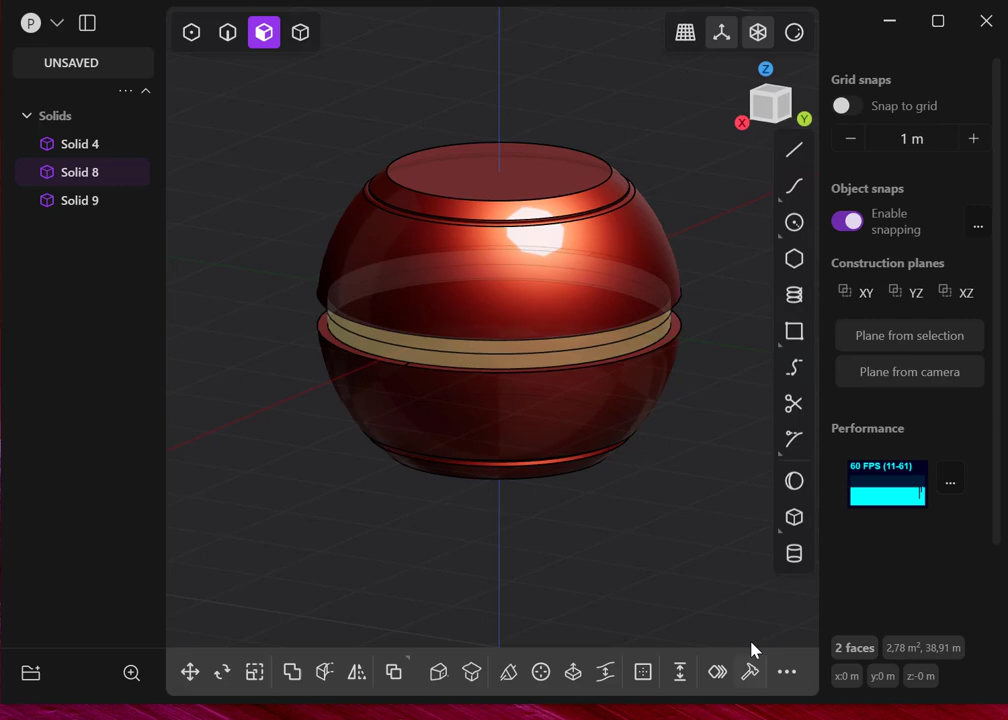 P
UNSAVED
Solids
Solid 4
Solid 8
Solid 9
Z
X
Y
Grid snaps
Snap to grid
1 m
Object snaps
Enable
snapping
Construction planes
XY
YZ
XZ
Plane from selection
Plane from camera
Performance
60 FPS (11-61)
2 faces
2,78 m², 38,91 m
x:0 m
y:0 m
z:-0 m